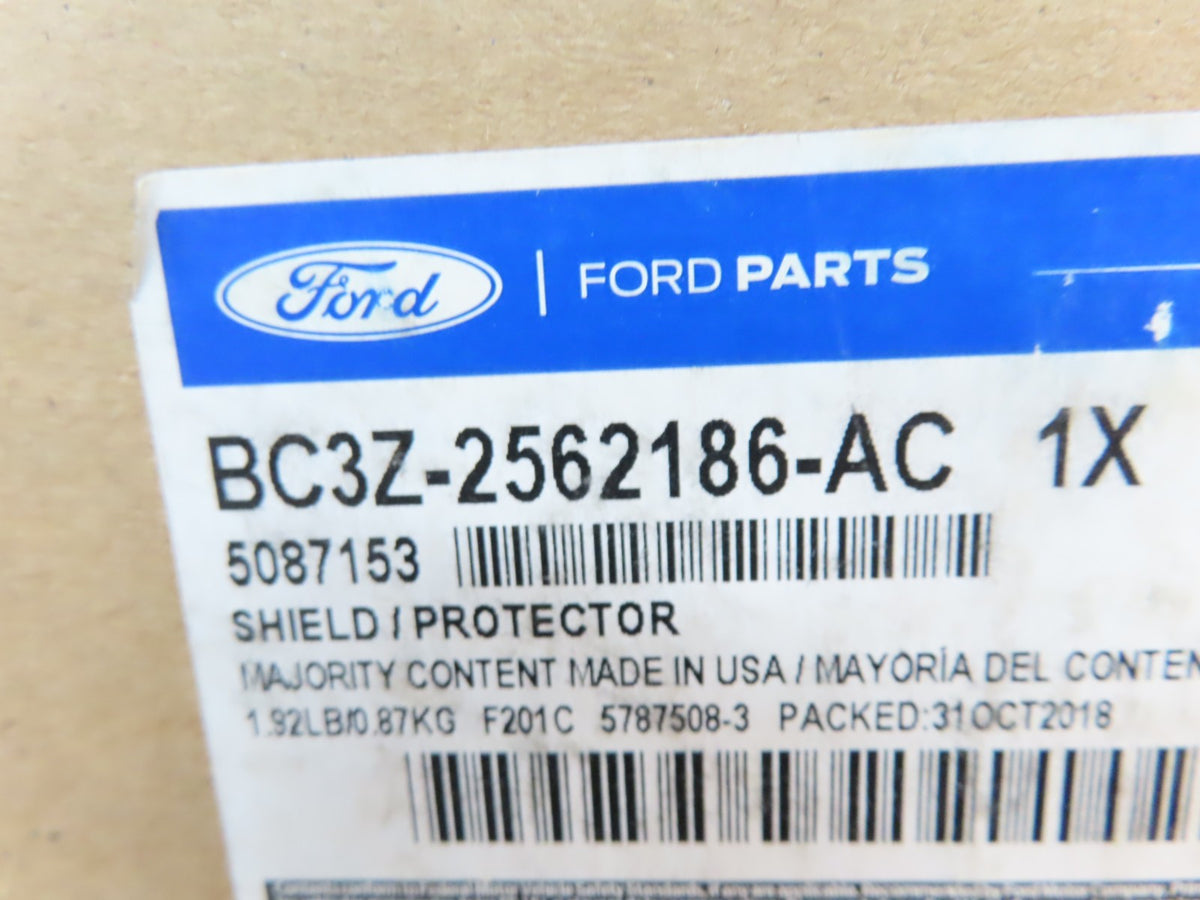 Ford | FORD PARTS
BC3Z-2562186-AC 1X
5087153
SHIELD / PROTECTOR
MAJORITY CONTENT MADE IN USA / MAYORÍA DEL CONTEN
1.92LB/0.87KG F201C 5787508-3 PACKED:31OCT2018